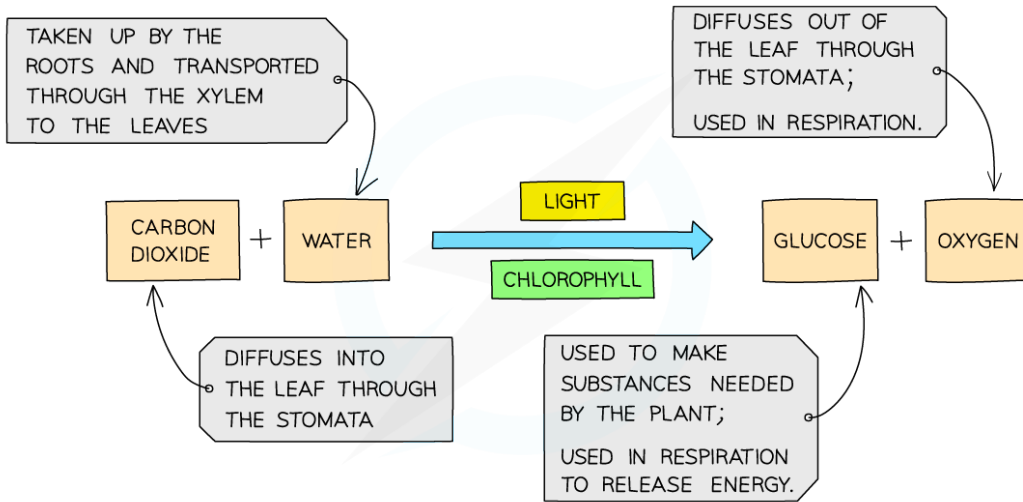 TAKEN UP BY THE
ROOTS AND TRANSPORTED
THROUGH THE XYLEM
TO THE LEAVES
DIFFUSES OUT OF
THE LEAF THROUGH
THE STOMATA;
USED IN RESPIRATION.
CARBON
DIOXIDE
+
WATER
LIGHT
CHLOROPHYLL
GLUCOSE
+
OXYGEN
DIFFUSES INTO
THE LEAF THROUGH
THE STOMATA
USED TO MAKE
SUBSTANCES NEEDED
BY THE PLANT;
USED IN RESPIRATION
TO RELEASE ENERGY.